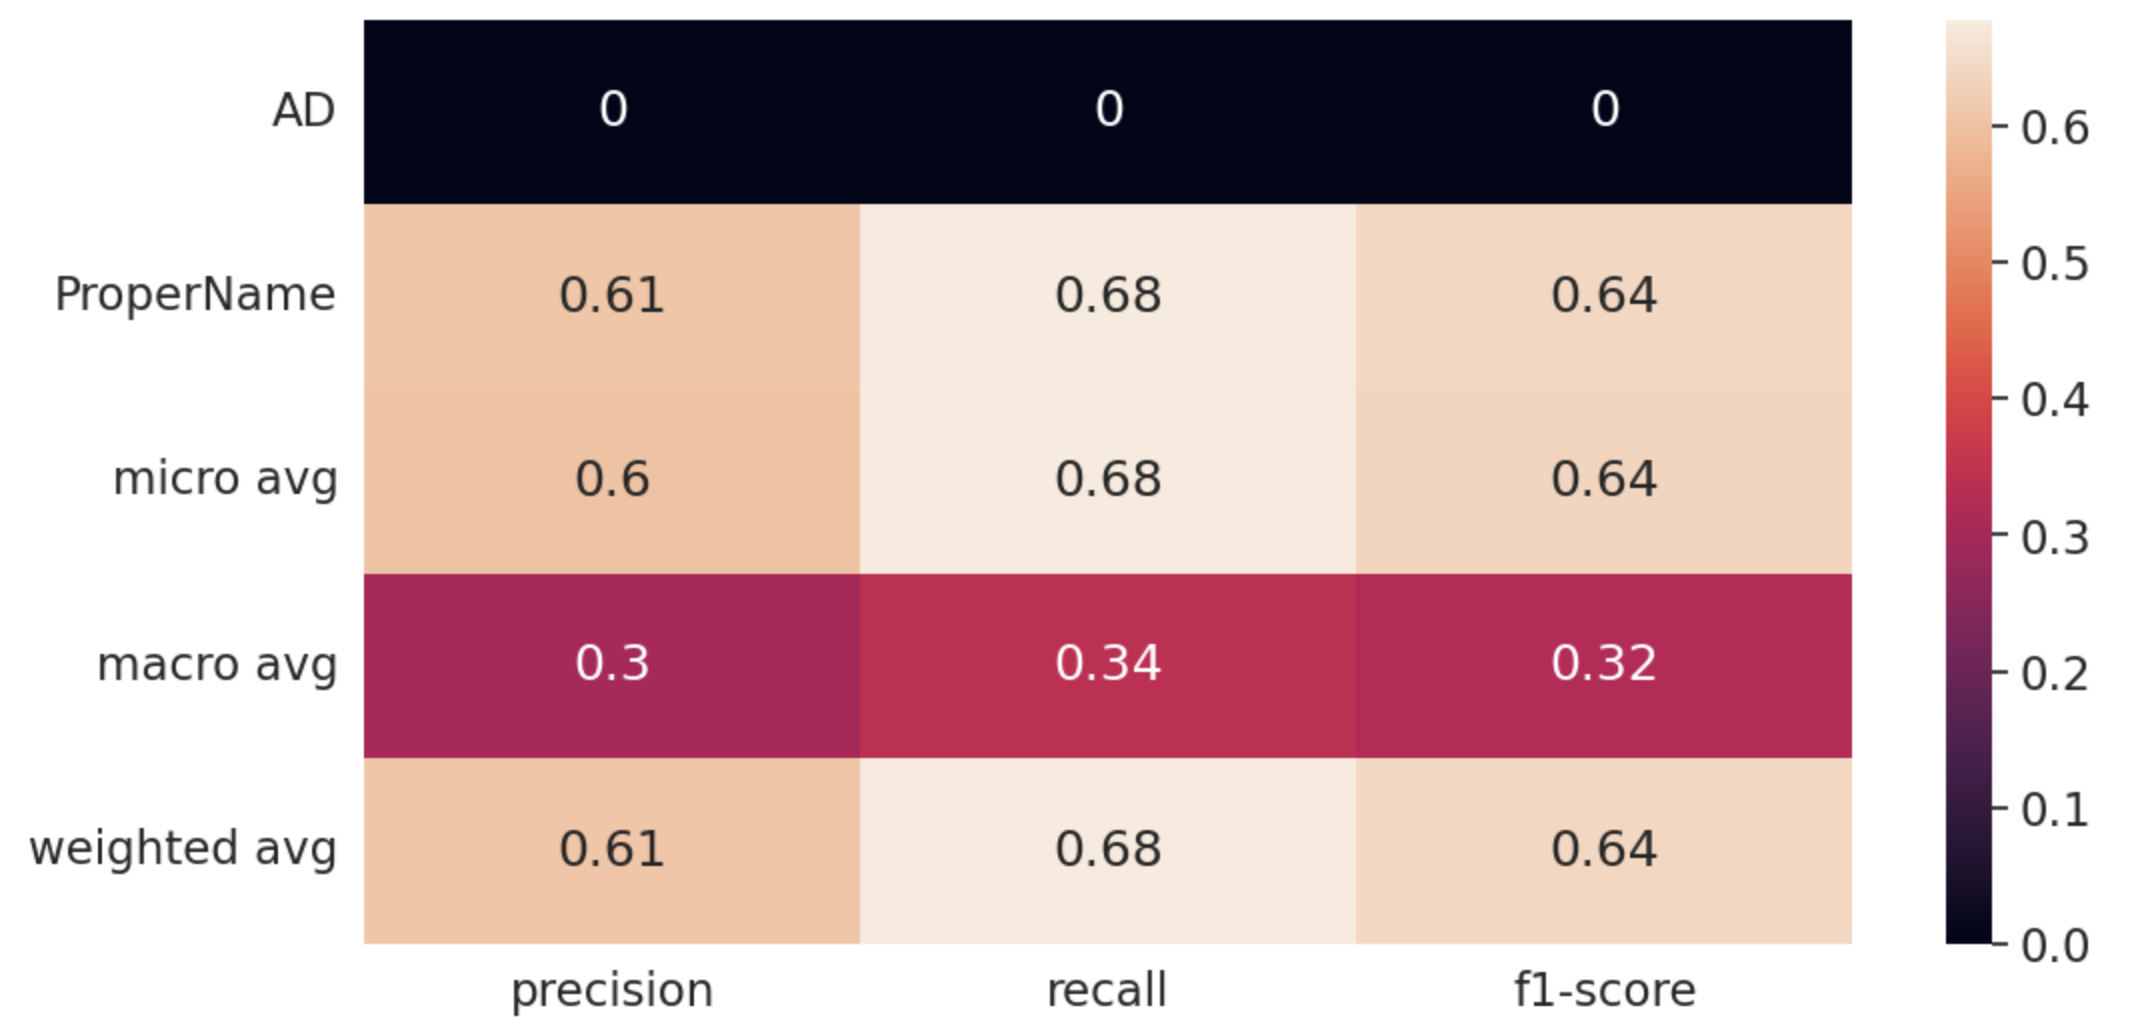 AD 0 0 0
ProperName 0.61 0.68 0.64
micro avg 0.6 0.68 0.64
macro avg 0.3 0.34 0.32
weighted avg 0.61 0.68 0.64
precision recall f1-score
0.6
0.5
0.4
0.3
0.2
0.1
0.0